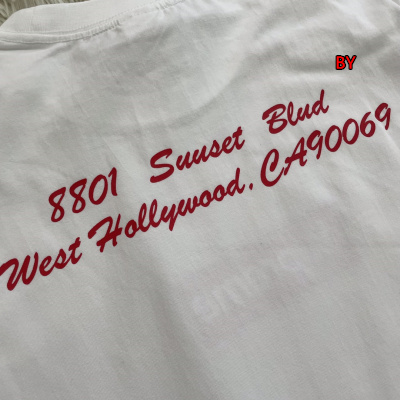 BY
8801 Suuset Blud
West Hollywood, CA90069